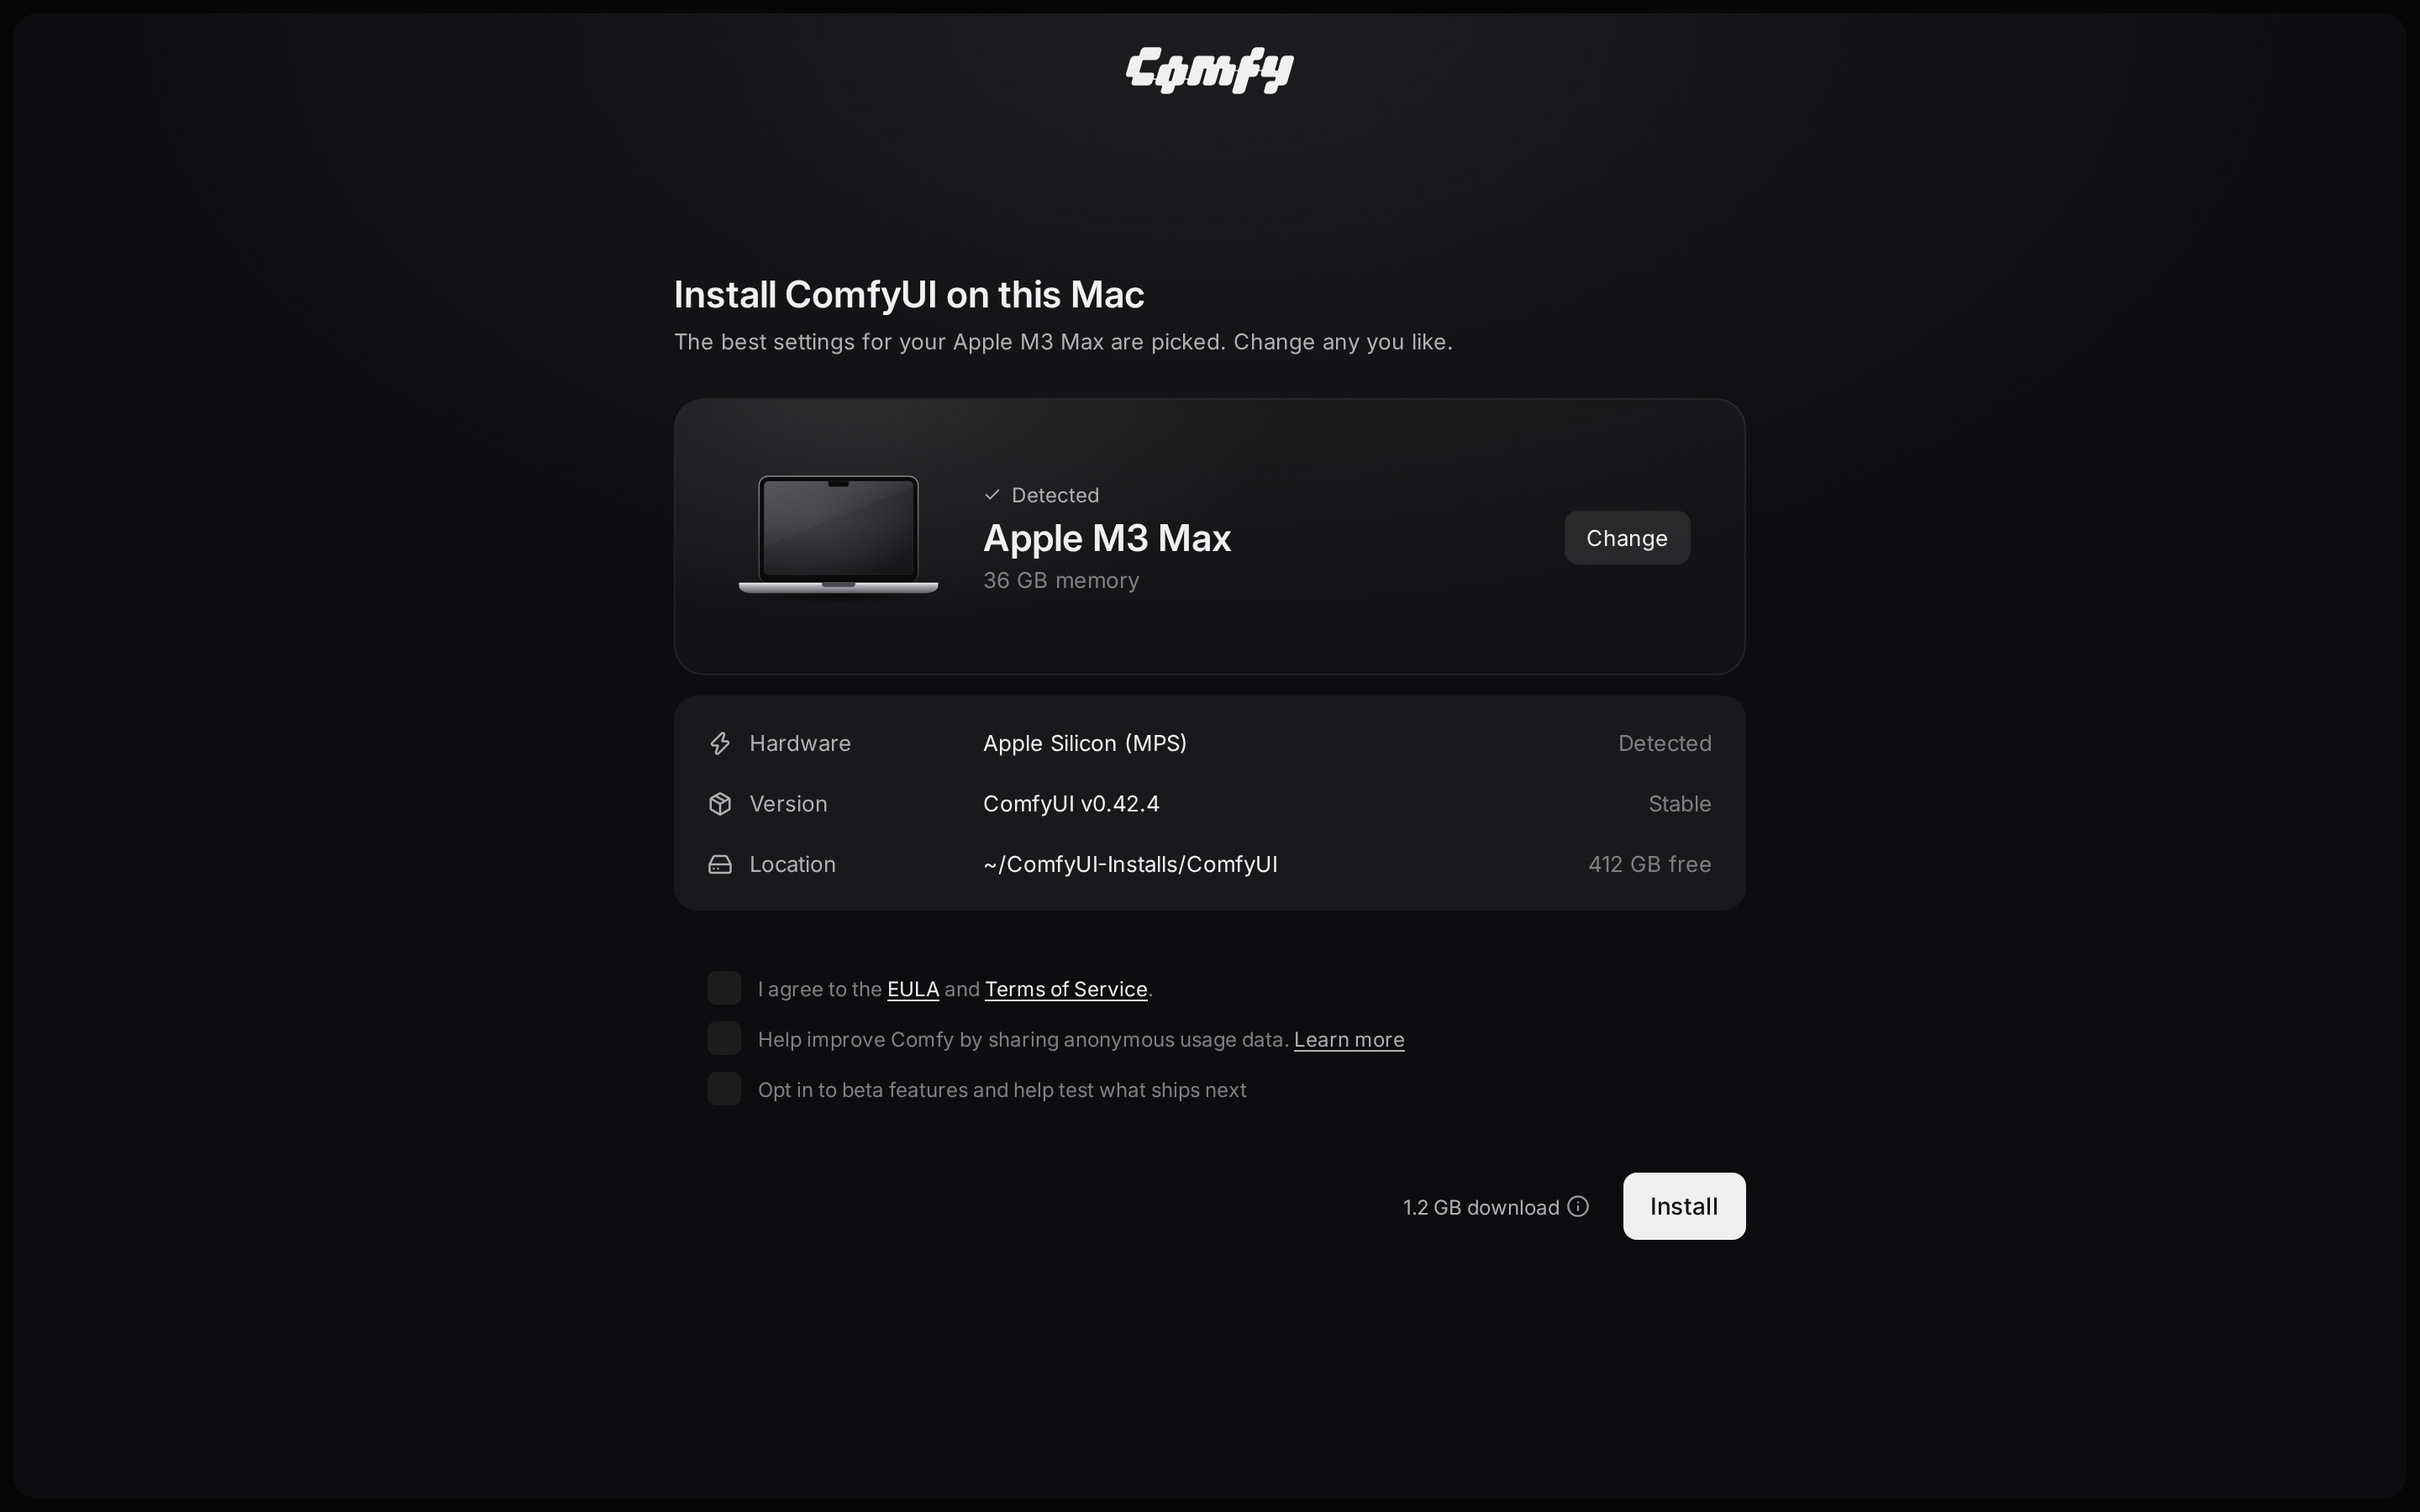 Comfy
Install ComfyUI on this Mac
The best settings for your Apple M3 Max are picked. Change any you like.
Detected
Apple M3 Max
36 GB memory
Change
Hardware Apple Silicon (MPS) Detected
Version ComfyUI v0.42.4 Stable
Location ~/ComfyUI-Installs/ComfyUI 412 GB free
I agree to the EULA and Terms of Service.
Help improve Comfy by sharing anonymous usage data. Learn more
Opt in to beta features and help test what ships next
1.2 GB download
Install